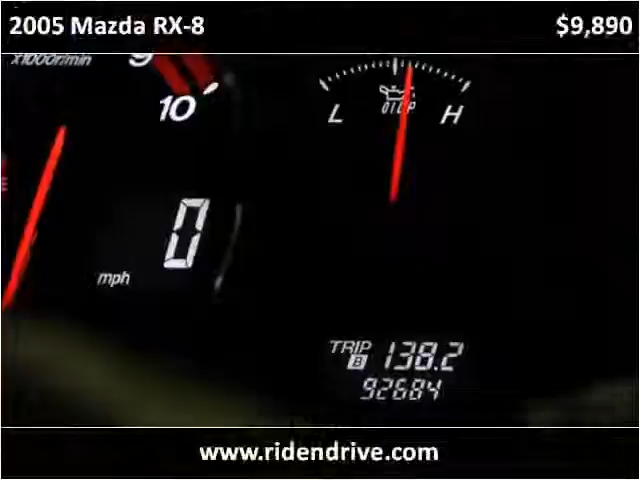 2005 Mazda RX-8 $9,890
x1000r/min 9
10
L OIL P H
0
mph
TRIP B 138.2
92684
www.ridendrive.com